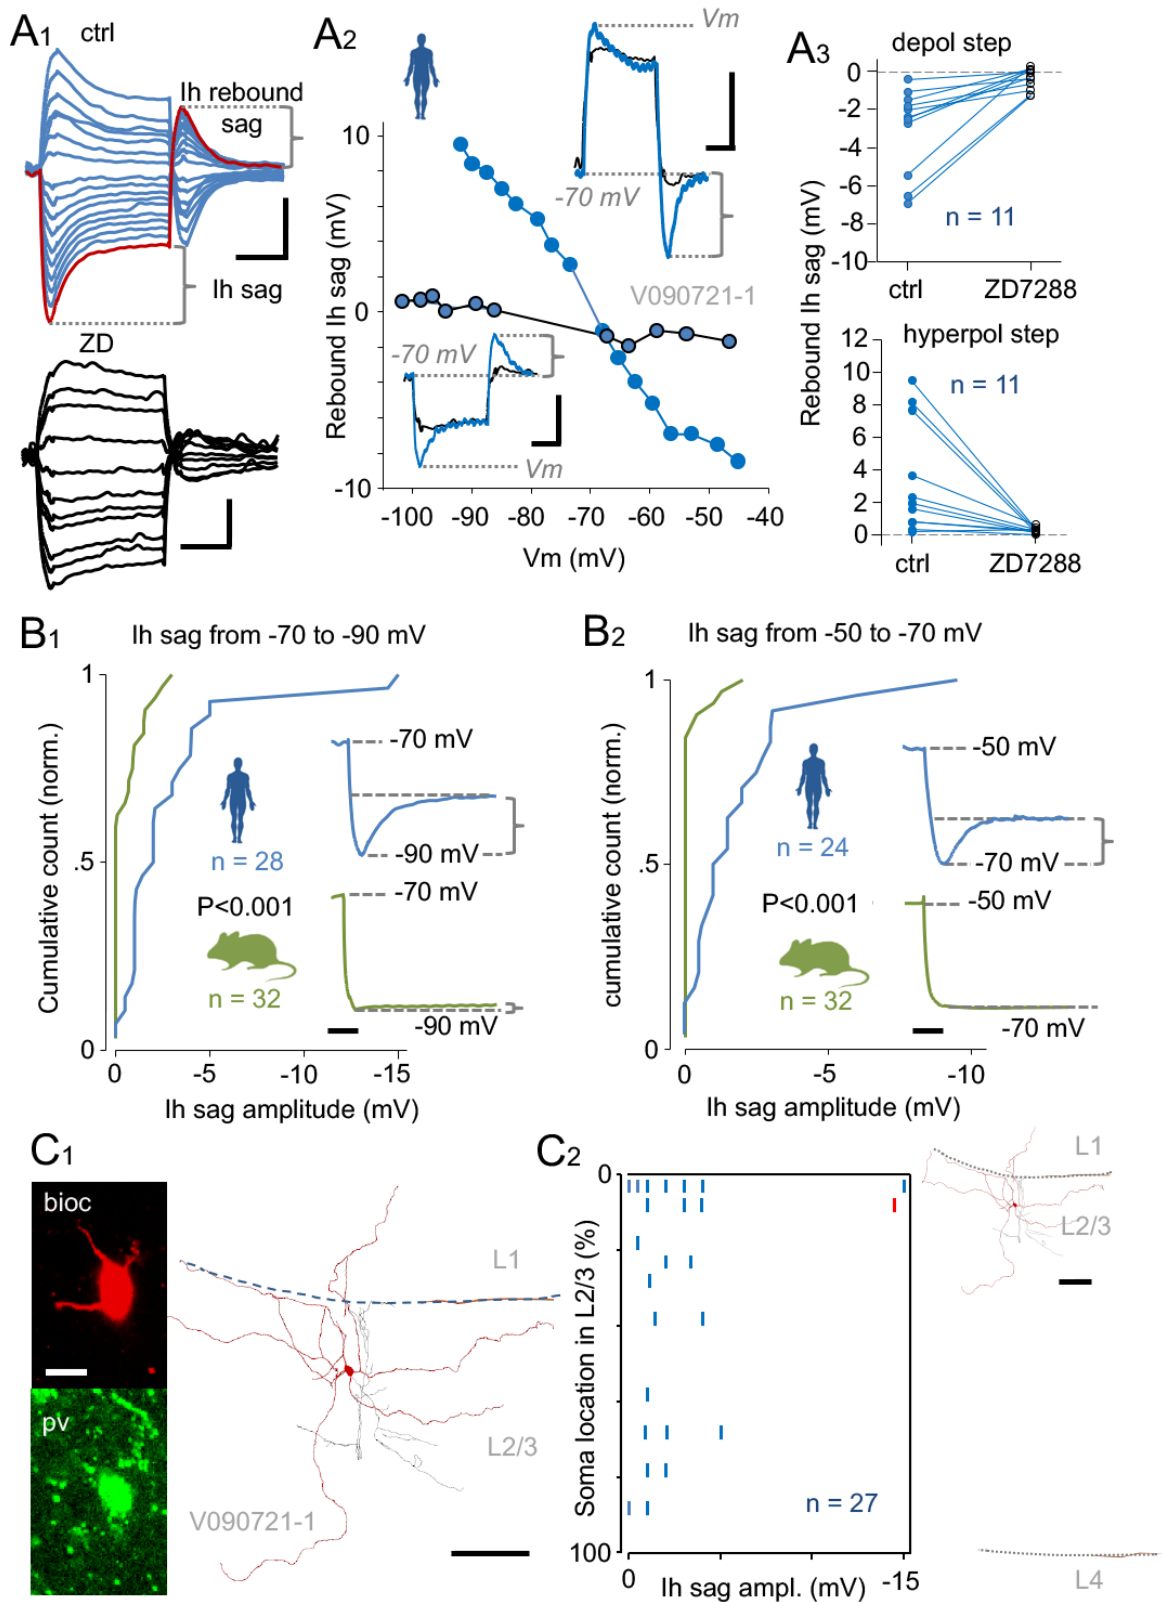 A1
ctrl
Ih rebound
sag
Ih sag
ZD
A2
Vm
10
-70 mV
V090721-1
0
-70 mV
Vm
-10
-100 -90 -80 -70 -60 -50 -40
Vm (mV)
Rebound Ih sag (mV)
A3
depol step
0
-2
-4
-6
-8
-10
n = 11
ctrl ZD7288
hyperpol step
12
10
8
6
4
2
0
n = 11
ctrl ZD7288
Rebound Ih sag (mV)
B1
Ih sag from -70 to -90 mV
1
.5
0
Cumulative count (norm.)
-70 mV
n = 28
-90 mV
P<0.001
-70 mV
n = 32
-90 mV
0 -5 -10 -15
Ih sag amplitude (mV)
B2
Ih sag from -50 to -70 mV
1
.5
0
cumulative count (norm.)
-50 mV
n = 24
-70 mV
P<0.001
-50 mV
n = 32
-70 mV
0 -5 -10
Ih sag amplitude (mV)
C1
bioc
pv
L1
L2/3
V090721-1
C2
0
100
Soma location in L2/3 (%)
n = 27
0 -15
Ih sag ampl. (mV)
L1
L2/3
L4